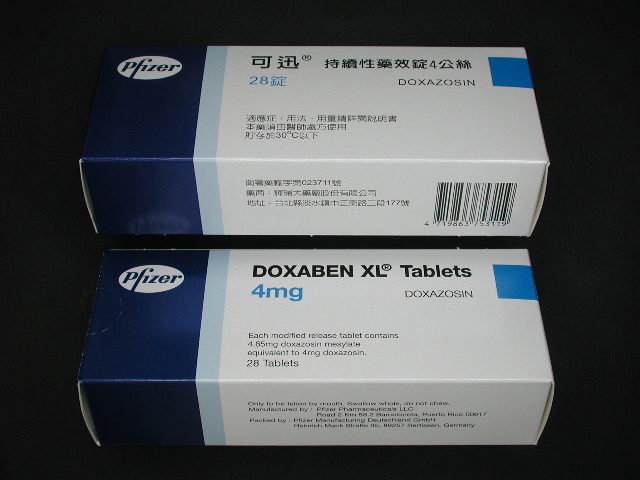 Pfizer
可迅® 持續性藥效錠4公絲
28錠
DOXAZOSIN
適應症:用法、用量請詳閱說明書
本藥須由醫師處方使用
貯存於30°C以下
衛署藥輸字第023711號
藥商:輝瑞大藥廠股份有限公司
地址:台北縣淡水鎮中正東路二段177號
4 719863 753179
Pfizer
DOXABEN XL® Tablets
4mg
DOXAZOSIN
Each modified release tablet contains
4.85mg doxazosin mesylate
equivalent to 4mg doxazosin.
28 Tablets
Only to be taken by mouth. Swallow whole, do not chew.
Manufactured by : Pfizer Pharmaceuticals LLC
Road 2 Km 58.2 Barceloneta, Puerto Rico 00617
Packed by : Pfizer Manufacturing Deutschland GmbH
Heinrich Mack Straße 35, 89257 Illertissen, Germany